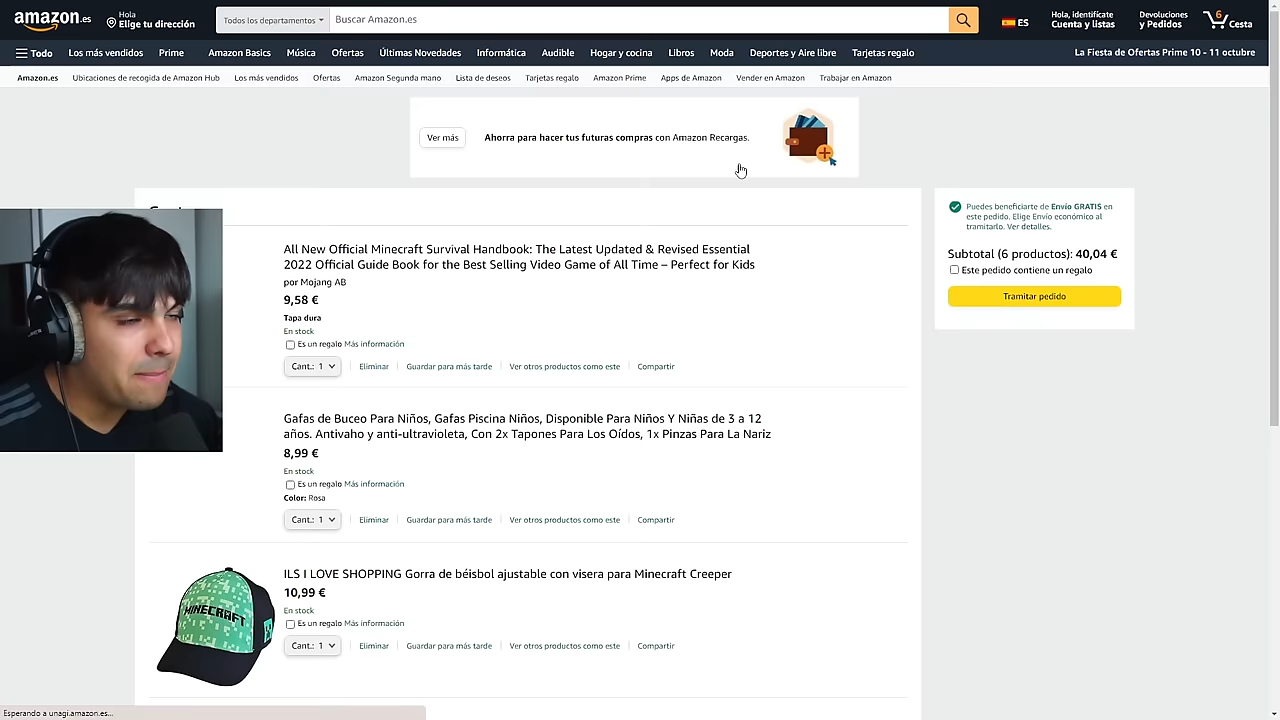 amazon.es
Hola
Elige tu dirección
Todos los departamentos
Buscar Amazon.es
ES
Hola, identifícate
Cuenta y listas
Devoluciones
y Pedidos
6
Cesta
Todo
Los más vendidos
Prime
Amazon Basics
Música
Ofertas
Últimas Novedades
Informática
Audible
Hogar y cocina
Libros
Moda
Deportes y Aire libre
Tarjetas regalo
La Fiesta de Ofertas Prime 10 - 11 octubre
Amazon.es
Ubicaciones de recogida de Amazon Hub
Los más vendidos
Ofertas
Amazon Segunda mano
Lista de deseos
Tarjetas regalo
Amazon Prime
Apps de Amazon
Vender en Amazon
Trabajar en Amazon
Ver más
Ahorra para hacer tus futuras compras con Amazon Recargas.
All New Official Minecraft Survival Handbook: The Latest Updated & Revised Essential
2022 Official Guide Book for the Best Selling Video Game of All Time – Perfect for Kids
por Mojang AB
9,58 €
Tapa dura
En stock
Es un regalo Más información
Cant.: 1
Eliminar
Guardar para más tarde
Ver otros productos como este
Compartir
Gafas de Buceo Para Niños, Gafas Piscina Niños, Disponible Para Niños Y Niñas de 3 a 12
años. Antivaho y anti-ultravioleta, Con 2x Tapones Para Los Oídos, 1x Pinzas Para La Nariz
8,99 €
En stock
Es un regalo Más información
Color: Rosa
Cant.: 1
Eliminar
Guardar para más tarde
Ver otros productos como este
Compartir
MINECRAFT
ILS I LOVE SHOPPING Gorra de béisbol ajustable con visera para Minecraft Creeper
10,99 €
En stock
Es un regalo Más información
Cant.: 1
Eliminar
Guardar para más tarde
Ver otros productos como este
Compartir
Puedes beneficiarte de Envío GRATIS en
este pedido. Elige Envío económico al
tramitarlo. Ver detalles.
Subtotal (6 productos): 40,04 €
Este pedido contiene un regalo
Tramitar pedido
Esperando a unagi.amazon.es...